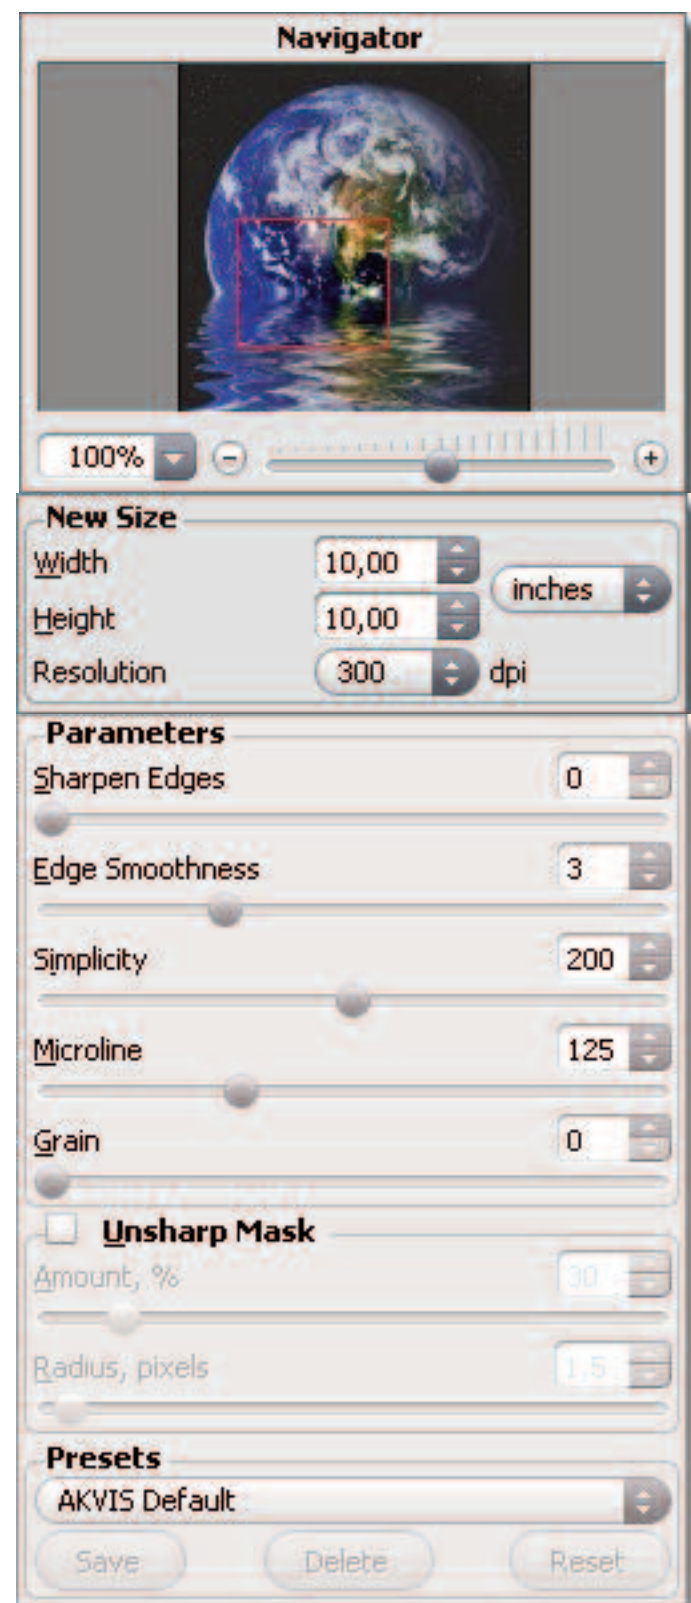 Navigator
100%
New Size
Width 10,00
inches
Height 10,00
Resolution 300 dpi
Parameters
Sharpen Edges 0
Edge Smoothness 3
Simplicity 200
Microline 125
Grain 0
Unsharp Mask
Amount, % 30
Radius, pixels 1,5
Presets
AKVIS Default
Save Delete Reset